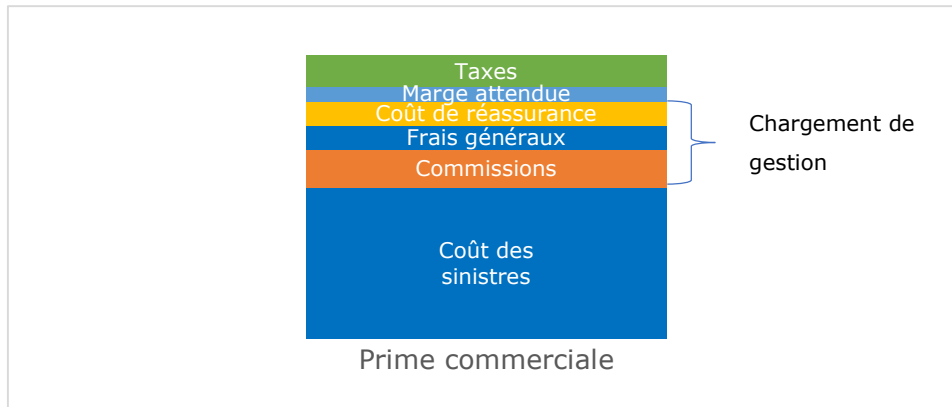 Taxes
Marge attendue
Coût de réassurance
Frais généraux
Commissions
Coût des
sinistres
Chargement de
gestion
Prime commerciale